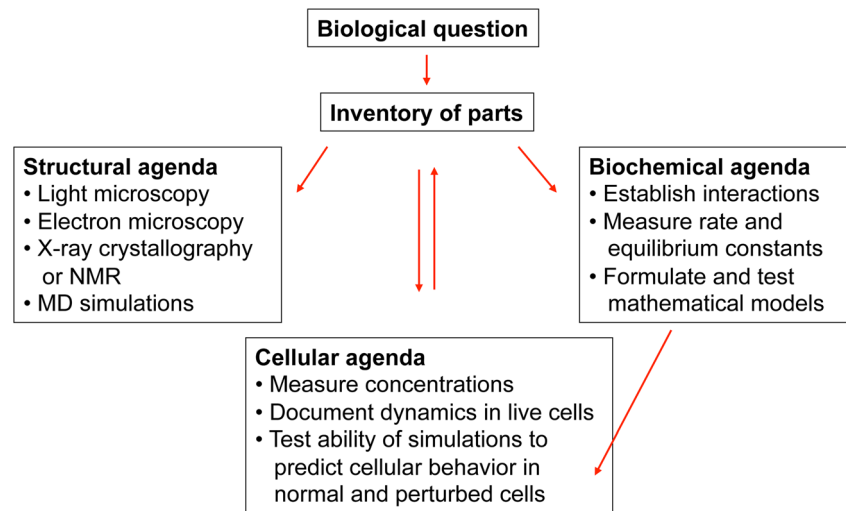 Biological question
Inventory of parts
Structural agenda
• Light microscopy
• Electron microscopy
• X-ray crystallography
or NMR
• MD simulations
Biochemical agenda
• Establish interactions
• Measure rate and
equilibrium constants
• Formulate and test
mathematical models
Cellular agenda
• Measure concentrations
• Document dynamics in live cells
• Test ability of simulations to
predict cellular behavior in
normal and perturbed cells